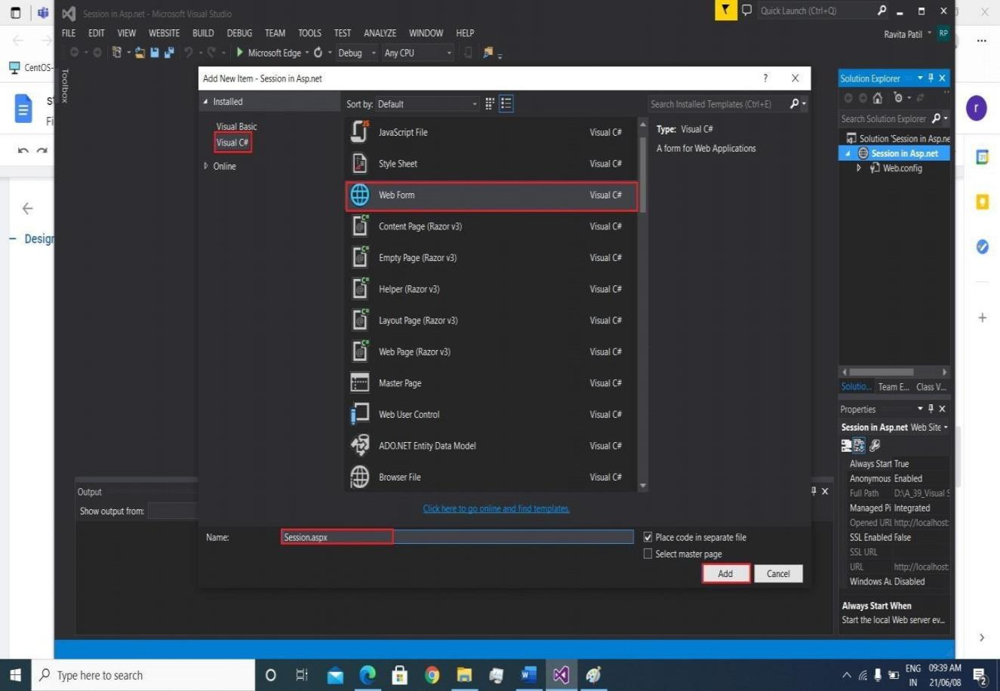 Session in Asp.net - Microsoft Visual Studio
Quick Launch (Ctrl+Q)
FILE EDIT VIEW WEBSITE BUILD DEBUG TEAM TOOLS TEST ANALYZE WINDOW HELP
Ravita Patil RP
Microsoft Edge Debug Any CPU
CentOS-
Toolbox
Add New Item - Session in Asp.net ?
Installed
Sort by: Default
Search Installed Templates (Ctrl+E)
Visual Basic
Visual C#
Online
JavaScript File Visual C#
Style Sheet Visual C#
Web Form Visual C#
Content Page (Razor v3) Visual C#
Empty Page (Razor v3) Visual C#
Helper (Razor v3) Visual C#
Layout Page (Razor v3) Visual C#
Web Page (Razor v3) Visual C#
Master Page Visual C#
Web User Control Visual C#
ADO.NET Entity Data Model Visual C#
Browser File Visual C#
Type: Visual C#
A form for Web Applications
Click here to go online and find templates.
Name: Session.aspx
Place code in separate file
Select master page
Add Cancel
Solution Explorer
Search Solution Explorer
Solution 'Session in Asp.ne
Session in Asp.net
Web.config
Solutio... Team E... Class V...
Properties
Session in Asp.net Web Site
Always Start True
Anonymous Enabled
Full Path D:\A_39_Visual S
Managed Pi Integrated
Opened URL http://localhost:
SSL Enabled False
SSL URL
URL http://localhost:
Windows Au Disabled
Always Start When
Start the local Web server ev...
Output
Show output from:
Fi
Design
r
31
Type here to search
ENG
IN
09:39 AM
21/06/08
2